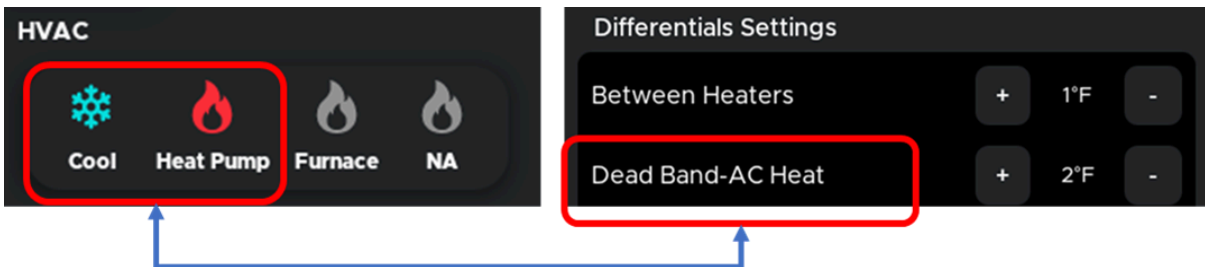 HVAC
Cool Heat Pump Furnace NA
Differentials Settings
Between Heaters + 1°F -
Dead Band-AC Heat + 2°F -